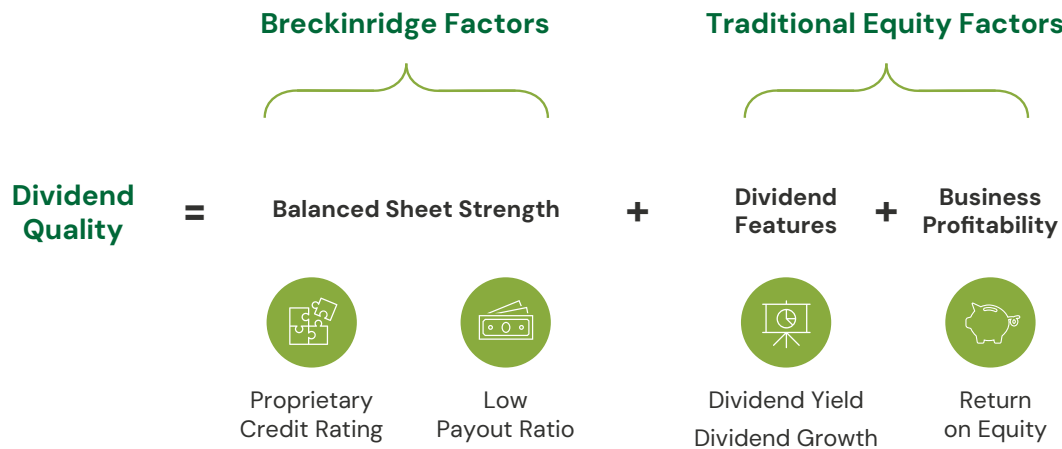 Breckinridge Factors
Traditional Equity Factors
Dividend
Quality
=
Balanced Sheet Strength
+
Dividend
Features
+
Business
Profitability
Proprietary
Credit Rating
Low
Payout Ratio
Dividend Yield
Dividend Growth
Return
on Equity